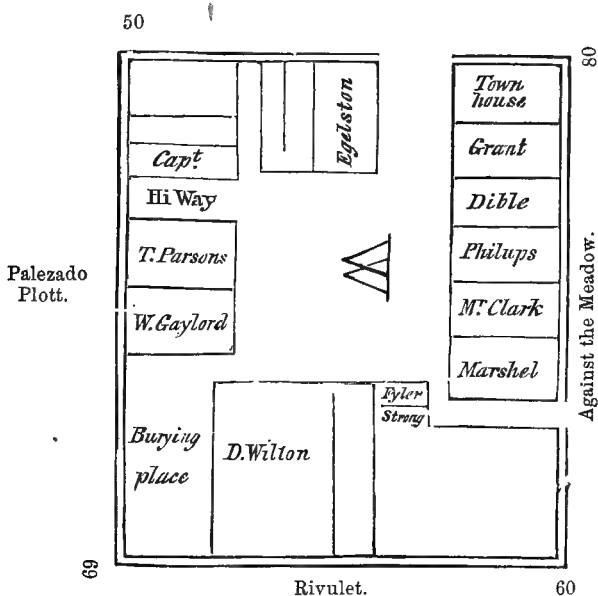 50
80
Town
house
Egelston
Grant
Capt.
Hi Way
Dible
T. Parsons
Philups
Palezado
Plott.
W. Gaylord
Mr. Clark
Against the Meadow.
Marshel
Fyler
Strong
Burying
place
D. Wilton
69
Rivulet.
60